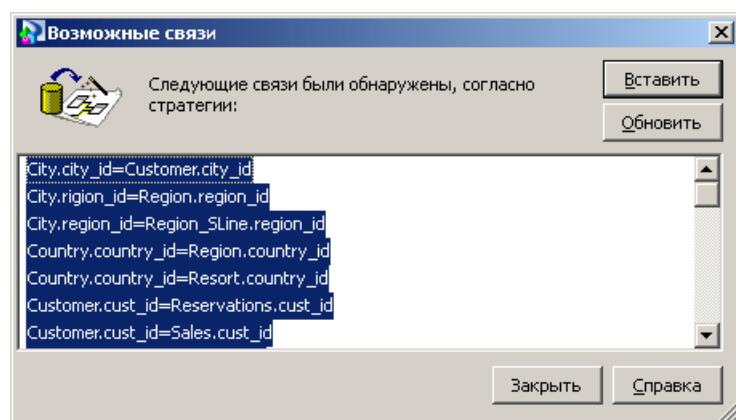 Возможные связи
Следующие связи были обнаружены, согласно
стратегии:
Вставить
Обновить
City.city_id=Customer.city_id
City.rigion_id=Region.region_id
City.region_id=Region_SLine.region_id
Country.country_id=Region.country_id
Country.country_id=Resort.country_id
Customer.cust_id=Reservations.cust_id
Customer.cust_id=Sales.cust_id
Закрыть
Справка